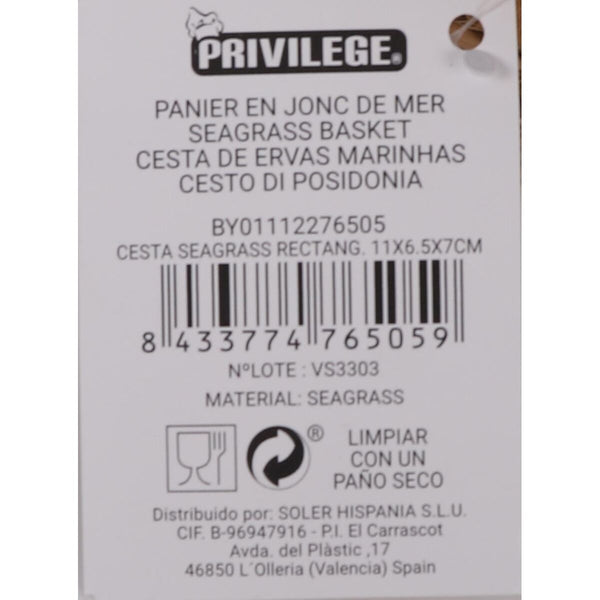 PRIVILEGE®
PANIER EN JONC DE MER
SEAGRASS BASKET
CESTA DE ERVAS MARINHAS
CESTO DI POSIDONIA
BY01112276505
CESTA SEAGRASS RECTANG. 11X6.5X7CM
8 433774 765059
NºLOTE : VS3303
MATERIAL: SEAGRASS
®
LIMPIAR
CON UN
PAÑO SECO
Distribuido por: SOLER HISPANIA S.L.U.
CIF. B-96947916 - P.I. El Carrascot
Avda. del Plàstic ,17
46850 L´Olleria (Valencia) Spain